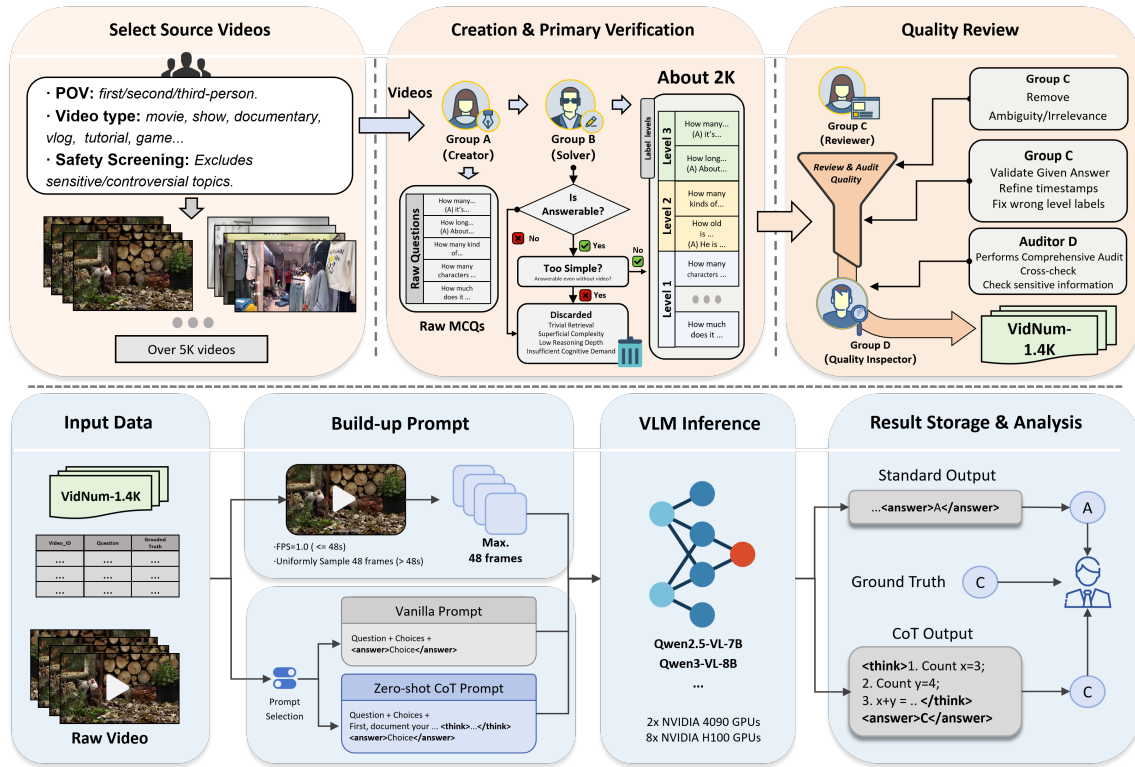 Select Source Videos
· POV: first/second/third-person.
· Video type: movie, show, documentary,
vlog, tutorial, game...
· Safety Screening: Excludes
sensitive/controversial topics.
Over 5K videos
Creation & Primary Verification
Videos
Group A
(Creator)
Group B
(Solver)
Raw Questions
How many...
(A) it's...
How long...
(A) About...
How many kind
of...
How many
characters ...
How much
does it ...
Raw MCQs
Is
Answerable?
No
Yes
Too Simple?
Answerable even without video?
No
Yes
Discarded
Trivial Retrieval
Superficial Complexity
Low Reasoning Depth
Insufficient Cognitive Demand
About 2K
Label levels
Level 3
How many...
(A) it's...
How long...
(A) About...
Level 2
How many
kinds of...
How old
is ...
(A) He is ...
Level 1
How many
characters ...
How much
does it ...
Quality Review
Group C
(Reviewer)
Review & Audit
Quality
Group C
Remove
Ambiguity/Irrelevance
Group C
Validate Given Answer
Refine timestamps
Fix wrong level labels
Auditor D
Performs Comprehensive Audit
Cross-check
Check sensitive information
Group D
(Quality Inspector)
VidNum-
1.4K
Input Data
VidNum-1.4K
Video_ID Question Grounded
Truth
... ... ...
... ... ...
... ... ...
Raw Video
Build-up Prompt
·FPS=1.0 ( <= 48s)
·Uniformly Sample 48 frames (> 48s)
Max.
48 frames
Prompt
Selection
Vanilla Prompt
Question + Choices +
<answer>Choice</answer>
Zero-shot CoT Prompt
Question + Choices +
First, document your ... <think>...</think>
<answer>Choice</answer>
VLM Inference
Qwen2.5-VL-7B
Qwen3-VL-8B
...
2x NVIDIA 4090 GPUs
8x NVIDIA H100 GPUs
Result Storage & Analysis
Standard Output
...<answer>A</answer>
A
Ground Truth
C
CoT Output
<think>1. Count x=3;
2. Count y=4;
3. x+y = .. </think>
<answer>C</answer>
C